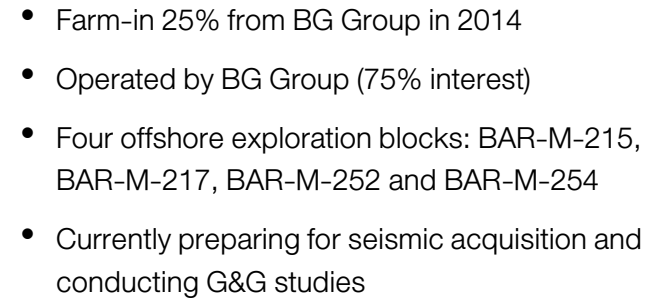 • Farm-in 25% from BG Group in 2014
• Operated by BG Group (75% interest)
• Four offshore exploration blocks: BAR-M-215,
BAR-M-217, BAR-M-252 and BAR-M-254
• Currently preparing for seismic acquisition and
conducting G&G studies